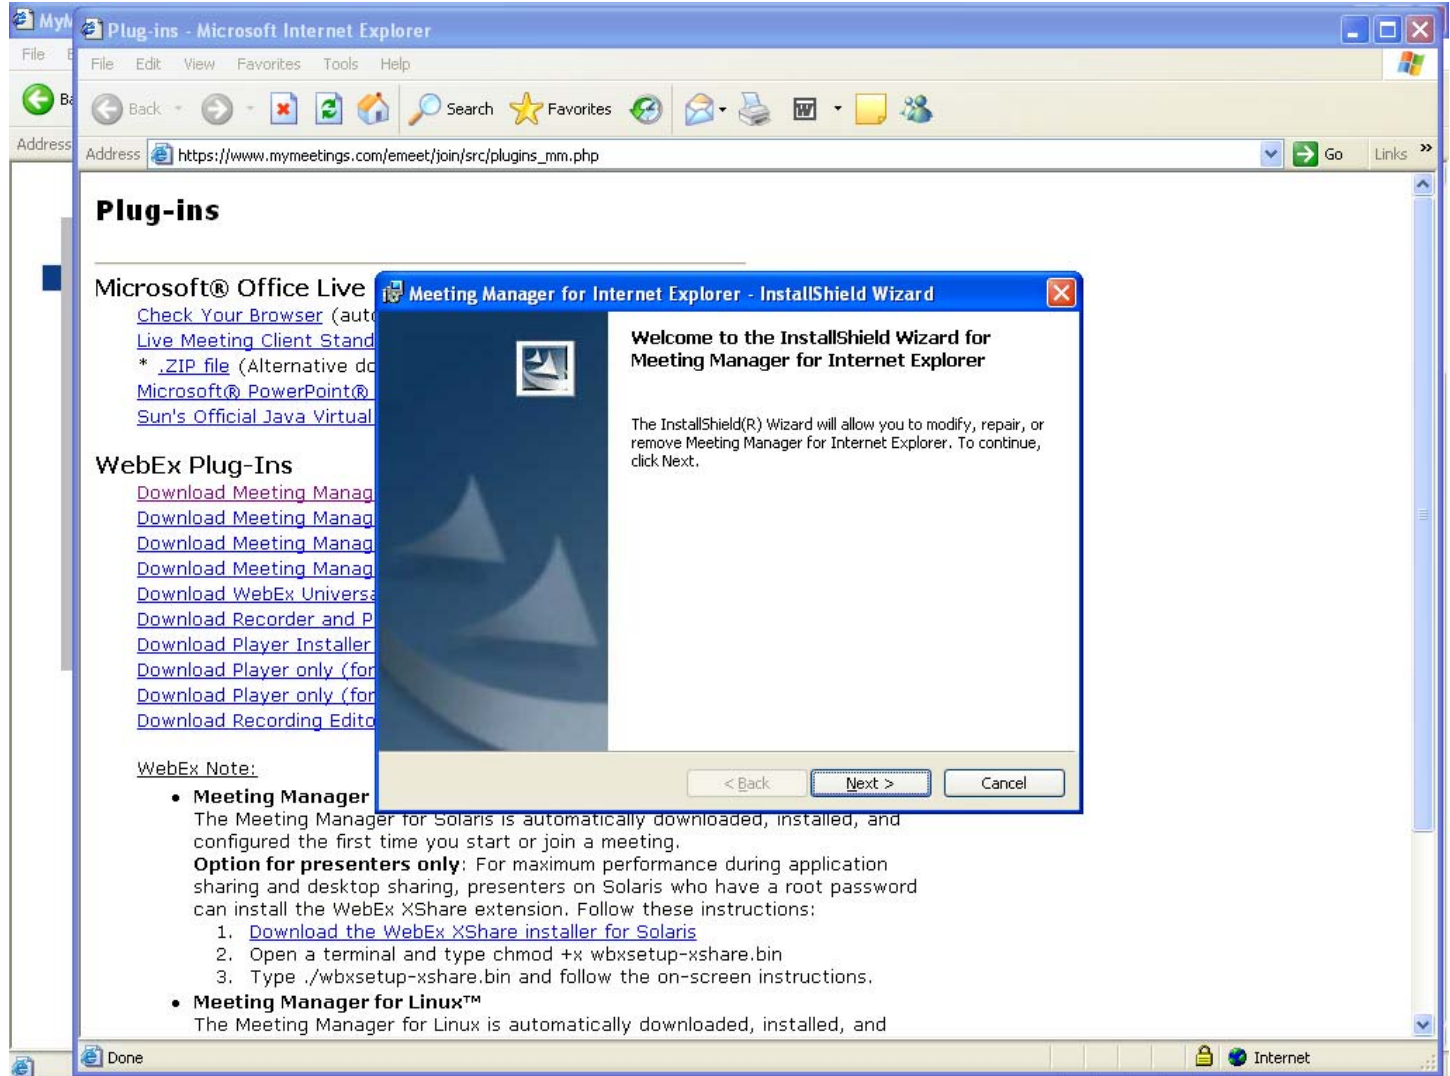 MyM
Plug-ins - Microsoft Internet Explorer
File
File Edit View Favorites Tools Help
Back Search Favorites
Address
Address https://www.mymeetings.com/emeet/join/src/plugins_mm.php Go Links »
Plug-ins
Microsoft® Office Live
Check Your Browser (auto
Live Meeting Client Stand
* .ZIP file (Alternative do
Microsoft® PowerPoint®
Sun's Official Java Virtual
WebEx Plug-Ins
Download Meeting Manag
Download Meeting Manag
Download Meeting Manag
Download Meeting Manag
Download WebEx Universa
Download Recorder and P
Download Player Installer
Download Player only (for
Download Player only (for
Download Recording Edito
Meeting Manager for Internet Explorer - InstallShield Wizard
Welcome to the InstallShield Wizard for
Meeting Manager for Internet Explorer
The InstallShield(R) Wizard will allow you to modify, repair, or
remove Meeting Manager for Internet Explorer. To continue,
click Next.
< Back Next > Cancel
WebEx Note:
• Meeting Manager
The Meeting Manager for Solaris is automatically downloaded, installed, and
configured the first time you start or join a meeting.
Option for presenters only: For maximum performance during application
sharing and desktop sharing, presenters on Solaris who have a root password
can install the WebEx XShare extension. Follow these instructions:
1. Download the WebEx XShare installer for Solaris
2. Open a terminal and type chmod +x wbxsetup-xshare.bin
3. Type ./wbxsetup-xshare.bin and follow the on-screen instructions.
• Meeting Manager for Linux™
The Meeting Manager for Linux is automatically downloaded, installed, and
Done Internet